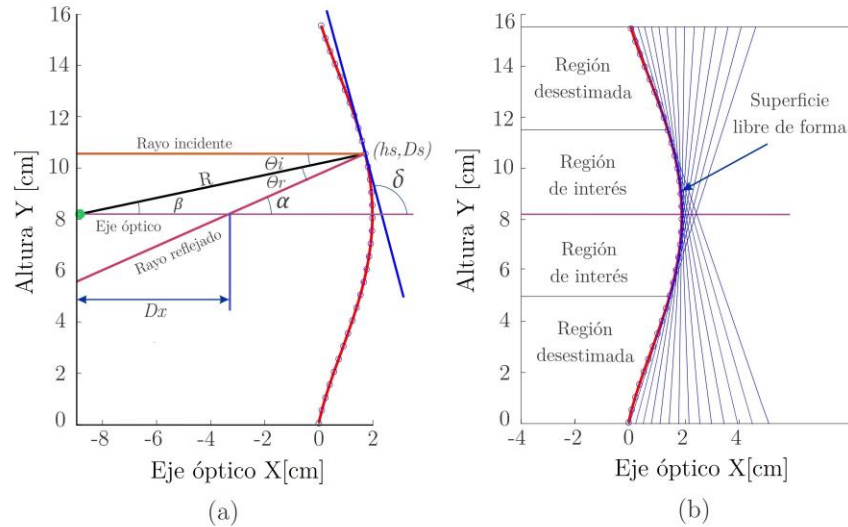 16
14
12
10
8
6
4
2
0
Altura Y [cm]
Rayo incidente
Θi
Θr
(hs,Ds)
R
β
α
δ
Eje óptico
Rayo reflejado
Dx
-8
-6
-4
-2
0
2
Eje óptico X[cm]
(a)
16
14
12
10
8
6
4
2
0
Altura Y [cm]
Región
desestimada
Región
de interés
Región
de interés
Región
desestimada
Superficie
libre de forma
-4
-2
0
2
4
Eje óptico X[cm]
(b)